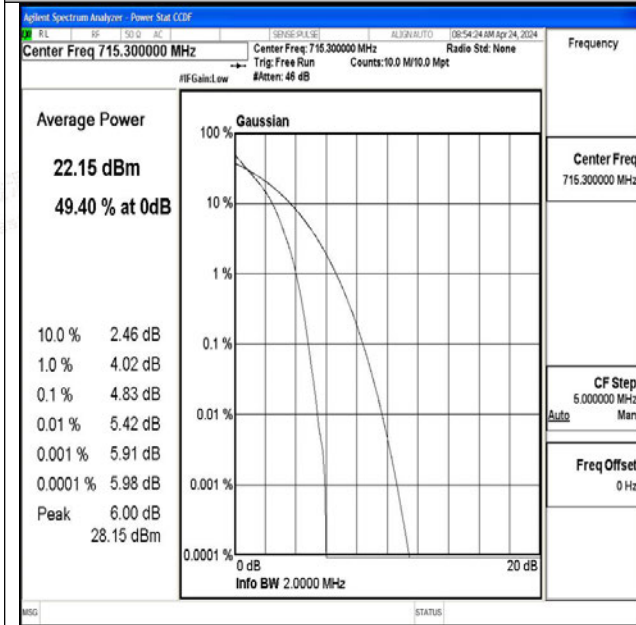 Agilent Spectrum Analyzer - Power Stat CCDF
RL RF 50 Ω AC SENSE:PULSE ALIGNAUTO 08:54:24 AM Apr 24, 2024
Center Freq 715.300000 MHz
Center Freq: 715.300000 MHz Radio Std: None
Trig: Free Run Counts:10.0 M/10.0 Mpt
#IFGain:Low #Atten: 46 dB
Frequency
Average Power
22.15 dBm
49.40 % at 0dB
10.0 % 2.46 dB
1.0 % 4.02 dB
0.1 % 4.83 dB
0.01 % 5.42 dB
0.001 % 5.91 dB
0.0001 % 5.98 dB
Peak 6.00 dB
28.15 dBm
Gaussian
100 %
10 %
1 %
0.1 %
0.01 %
0.001 %
0.0001 %
0 dB 20 dB
Info BW 2.0000 MHz
Center Freq
715.300000 MHz
CF Step
5.000000 MHz
Auto Man
Freq Offset
0 Hz
MSG STATUS